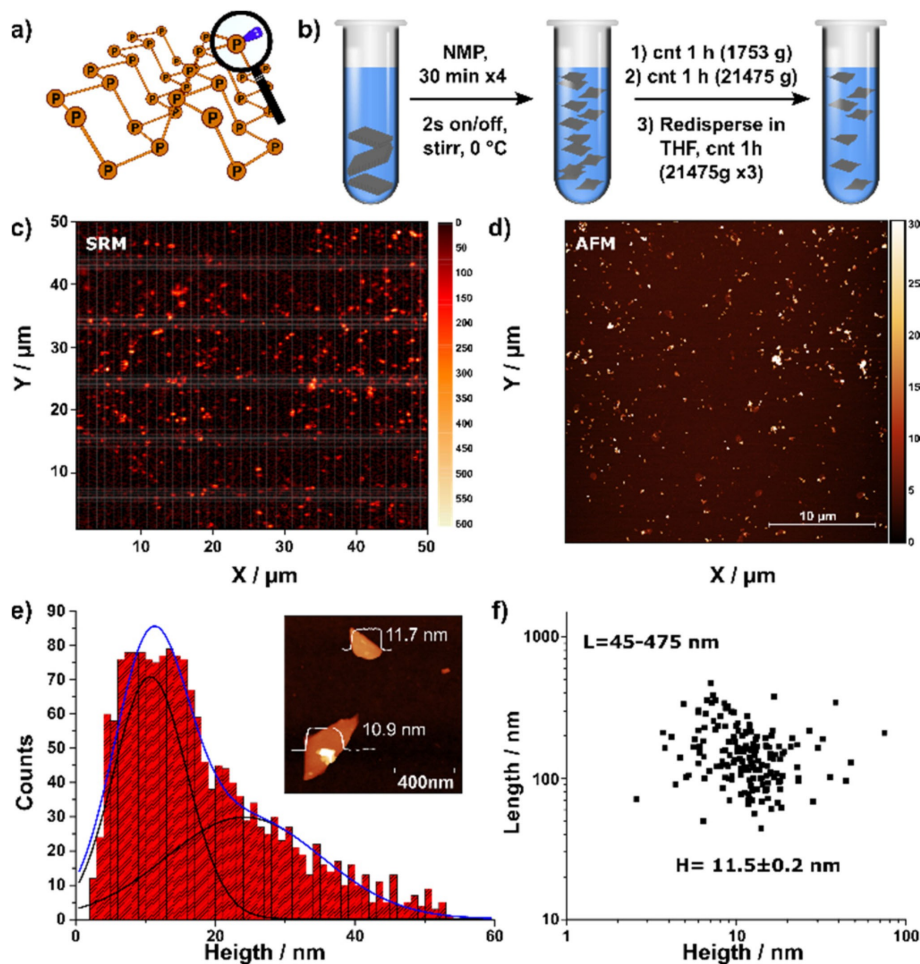 a)
P P P P P P P P P P P P P P P P P P P P P P P P
b)
NMP,
30 min x4
2s on/off,
stirr, 0 °C
1) cnt 1 h (1753 g)
2) cnt 1 h (21475 g)
3) Redisperse in
THF, cnt 1h
(21475g x3)
c)
SRM
50
40
30
20
10
Y / µm
10 20 30 40 50
X / µm
0
50
100
150
200
250
300
350
400
450
500
550
600
d)
AFM
Y / µm
10 µm
X / µm
30
25
20
15
10
5
0
e)
90
80
70
60
50
40
30
20
10
0
Counts
11.7 nm
10.9 nm
400nm
0 20 40 60
Heigth / nm
f)
1000
100
10
Length / nm
L=45-475 nm
H= 11.5±0.2 nm
1 10 100
Heigth / nm